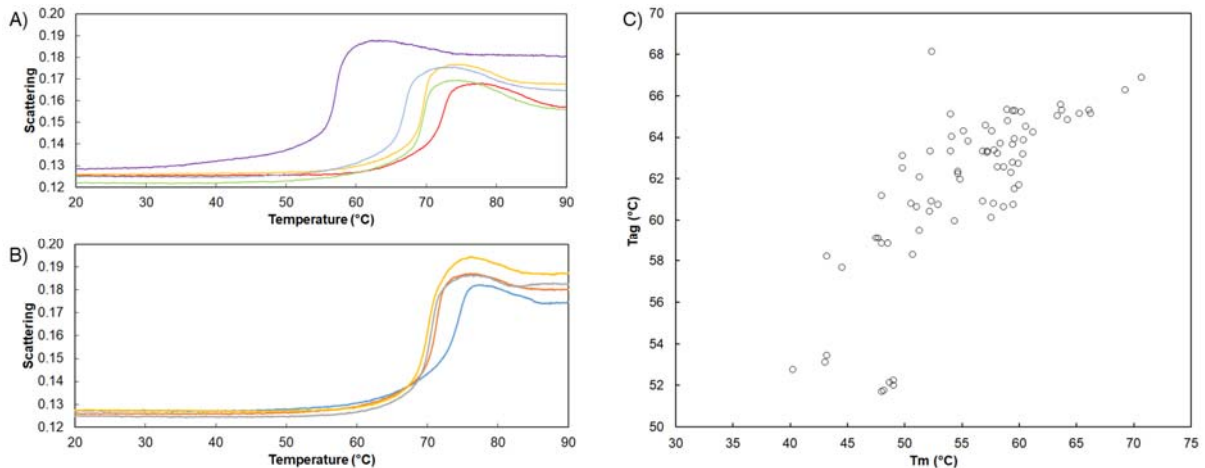 A)
0.20
0.19
0.18
0.17
0.16
0.15
0.14
0.13
0.12
Scattering
20 30 40 50 60 70 80 90
Temperature (°C)
B)
0.20
0.19
0.18
0.17
0.16
0.15
0.14
0.13
0.12
Scattering
20 30 40 50 60 70 80 90
Temperature (°C)
C)
70
68
66
64
62
60
58
56
54
52
50
Tag (°C)
30 35 40 45 50 55 60 65 70 75
Tm (°C)